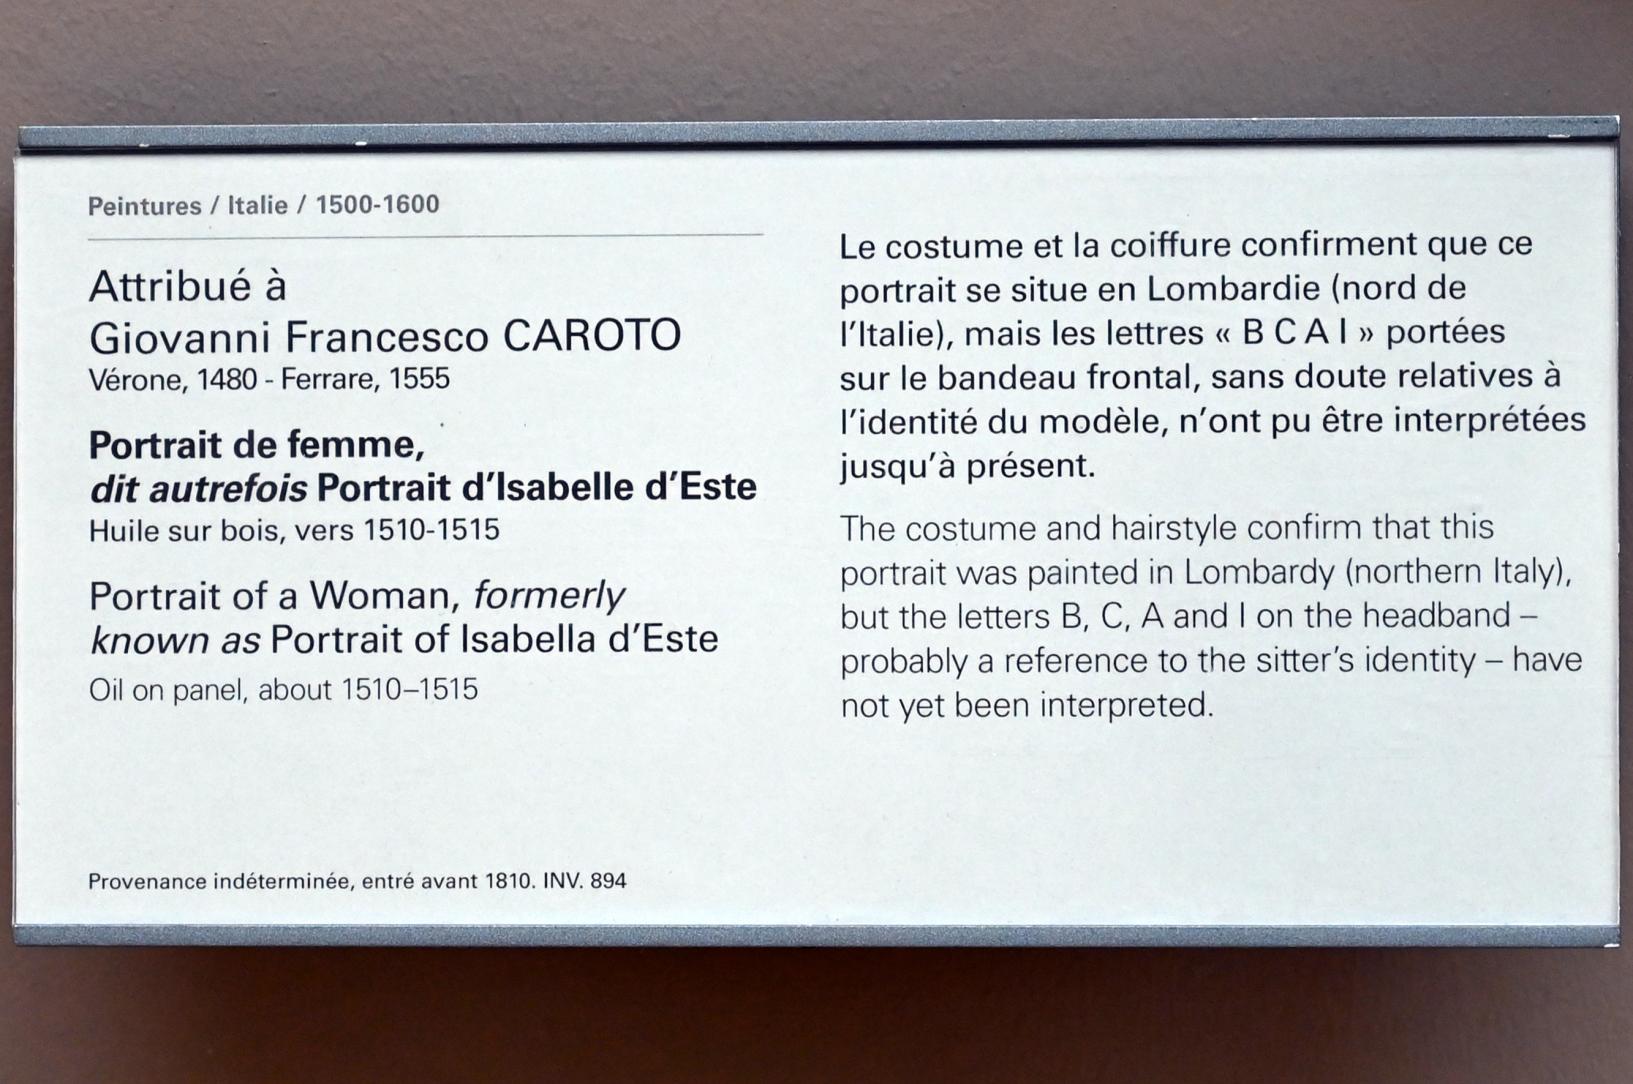 Peintures / Italie / 1500-1600
Attribué à
Giovanni Francesco CAROTO
Vérone, 1480 - Ferrare, 1555
Portrait de femme,
dit autrefois Portrait d’Isabelle d’Este
Huile sur bois, vers 1510-1515
Portrait of a Woman, formerly
known as Portrait of Isabella d’Este
Oil on panel, about 1510–1515
Provenance indéterminée, entré avant 1810. INV. 894
Le costume et la coiffure confirment que ce
portrait se situe en Lombardie (nord de
l’Italie), mais les lettres « B C A I » portées
sur le bandeau frontal, sans doute relatives à
l’identité du modèle, n’ont pu être interprétées
jusqu’à présent.
The costume and hairstyle confirm that this
portrait was painted in Lombardy (northern Italy),
but the letters B, C, A and I on the headband –
probably a reference to the sitter’s identity – have
not yet been interpreted.